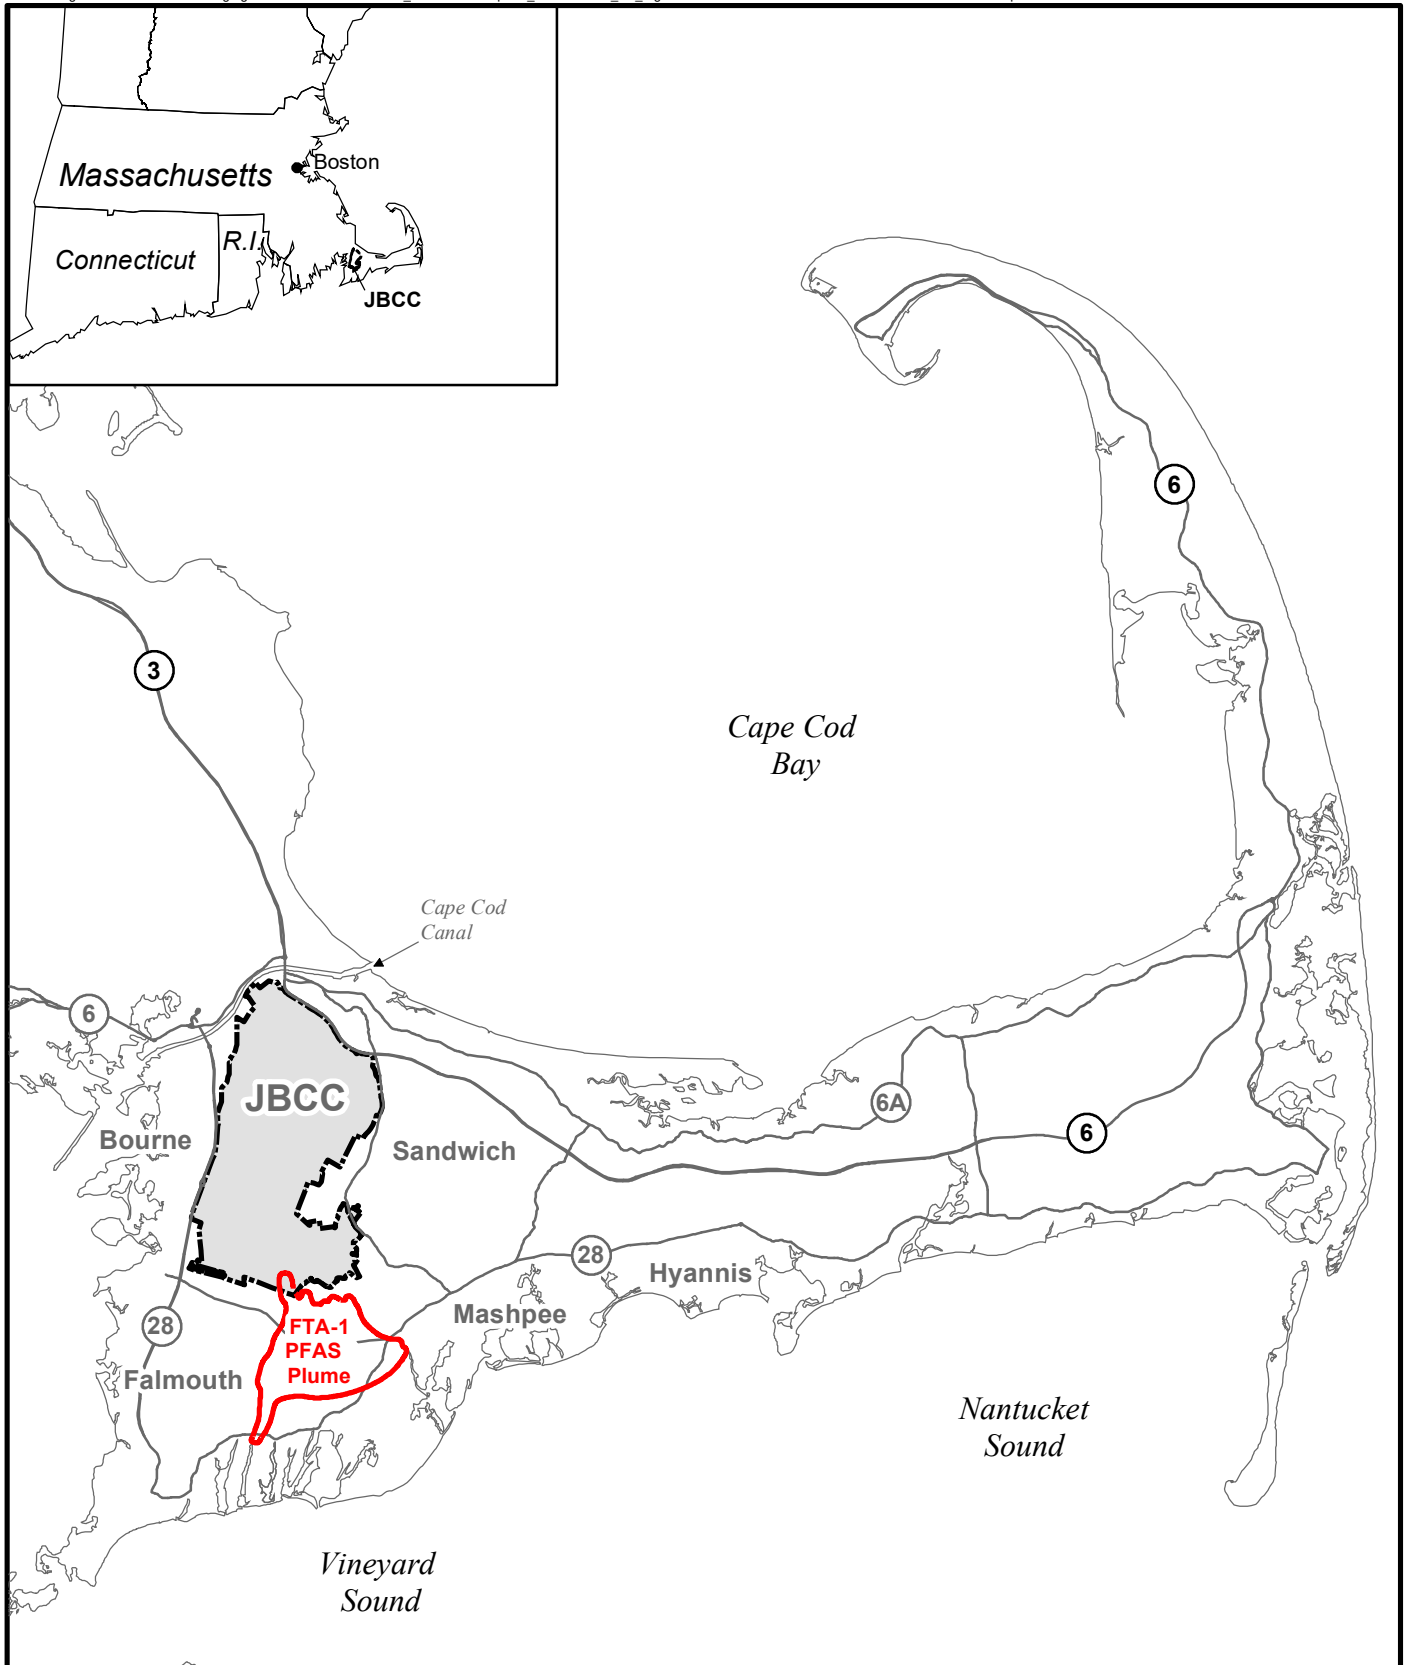 Massachusetts
Boston
Connecticut
R.I.
JBCC
6
3
Cape Cod
Bay
Cape Cod
Canal
6
JBCC
6A
Bourne
Sandwich
6
28
Hyannis
Mashpee
28
FTA-1
PFAS
Plume
Falmouth
Nantucket
Sound
Vineyard
Sound